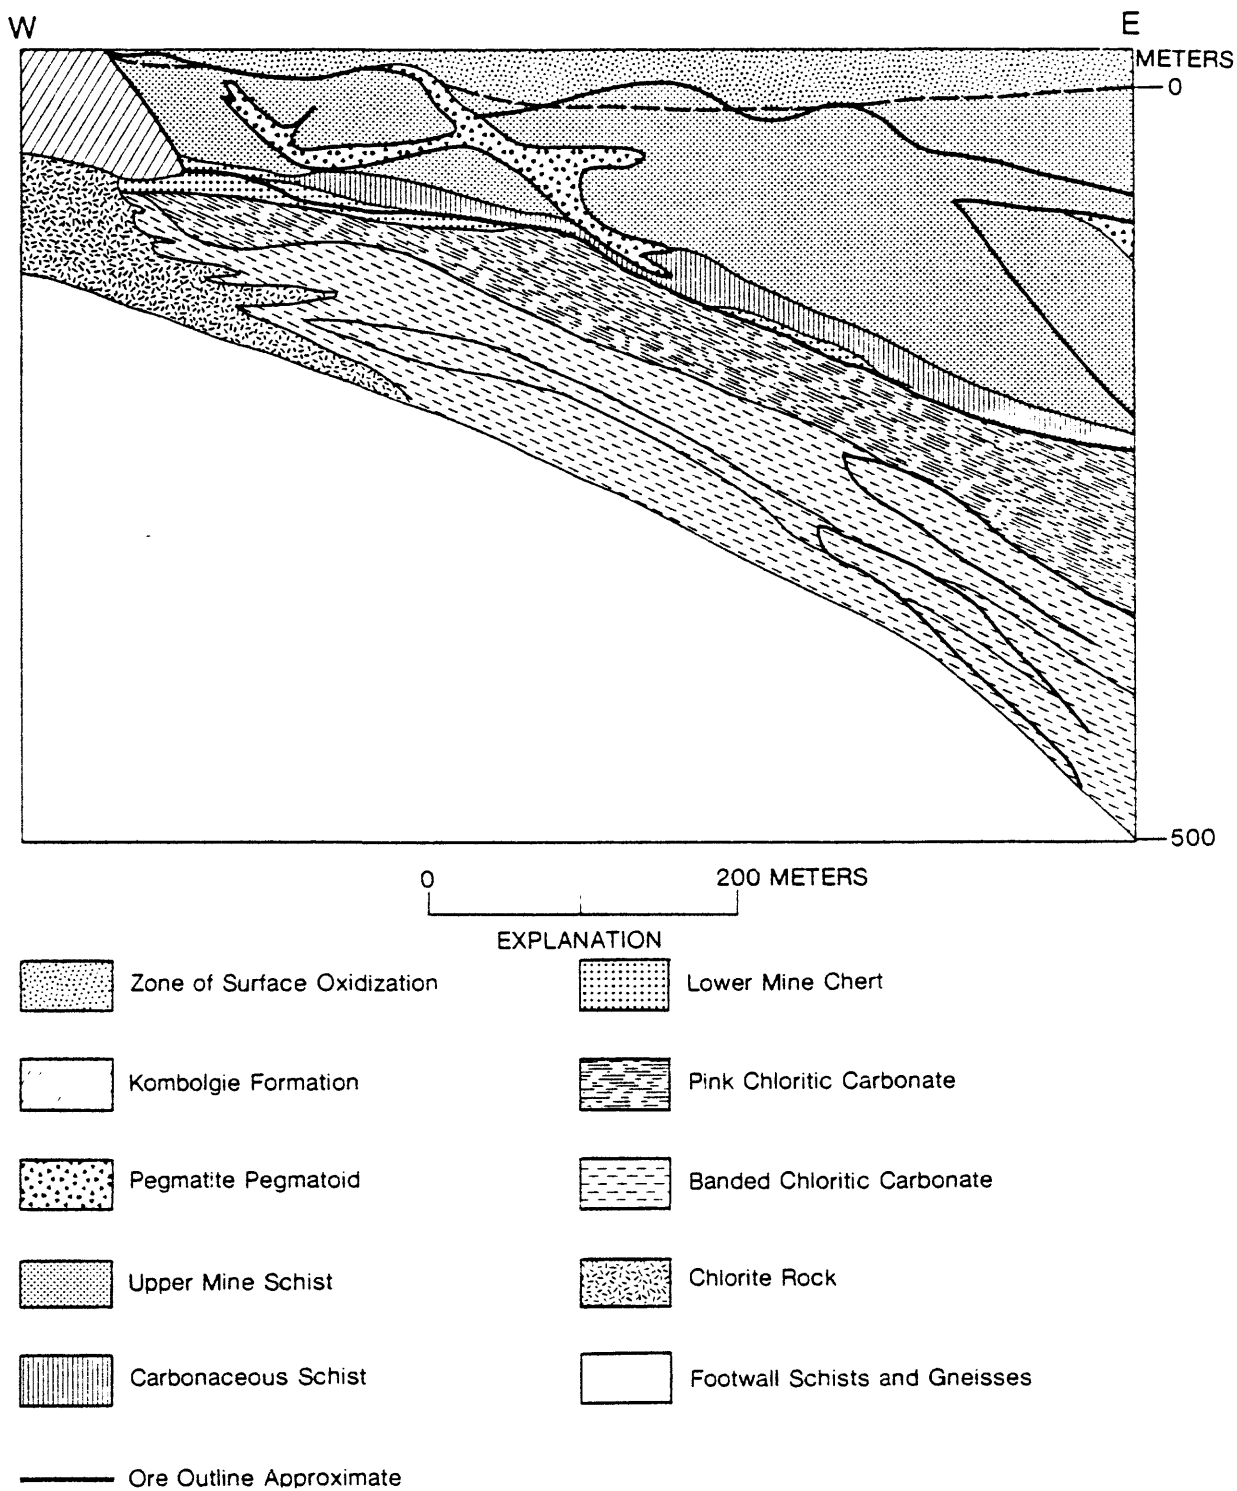 W
E
METERS
0
500
0
200 METERS
EXPLANATION
Zone of Surface Oxidization
Lower Mine Chert
Kombolgie Formation
Pink Chloritic Carbonate
Pegmatite Pegmatoid
Banded Chloritic Carbonate
Upper Mine Schist
Chlorite Rock
Carbonaceous Schist
Footwall Schists and Gneisses
Ore Outline Approximate